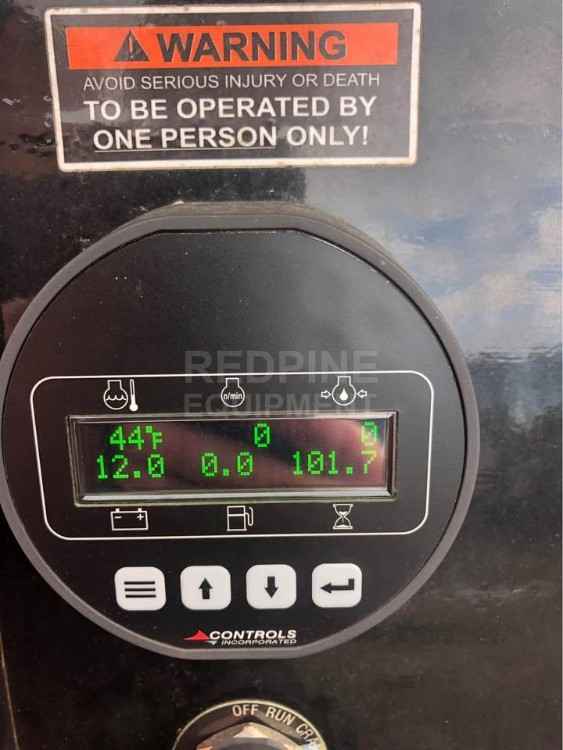 WARNING
AVOID SERIOUS INJURY OR DEATH
TO BE OPERATED BY
ONE PERSON ONLY!
REDPINE
EQUIPMENT
n/min
44°F 0 0
12.0 0.0 101.7
CONTROLS
INCORPORATED
OFF RUN CRA